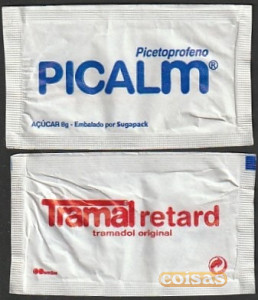 Picetoprofeno
PICALM®
AÇÚCAR 8g - Embalado por Sugapack
Tramal retard
tramadol original
coisas